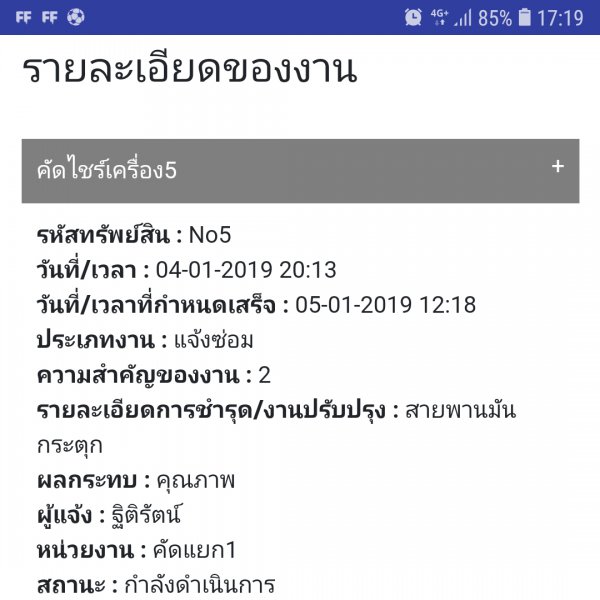 FF FF 4G+ 85% 17:19
รายละเอียดของงาน
คัดไซร์เครื่อง5 +
รหัสทรัพย์สิน : No5
วันที่/เวลา : 04-01-2019 20:13
วันที่/เวลาที่กำหนดเสร็จ : 05-01-2019 12:18
ประเภทงาน : แจ้งซ่อม
ความสำคัญของงาน : 2
รายละเอียดการชำรุด/งานปรับปรุง : สายพานมัน
กระตุก
ผลกระทบ : คุณภาพ
ผู้แจ้ง : ฐิติรัตน์
หน่วยงาน : คัดแยก1
สถานะ : กำลังดำเนินการ